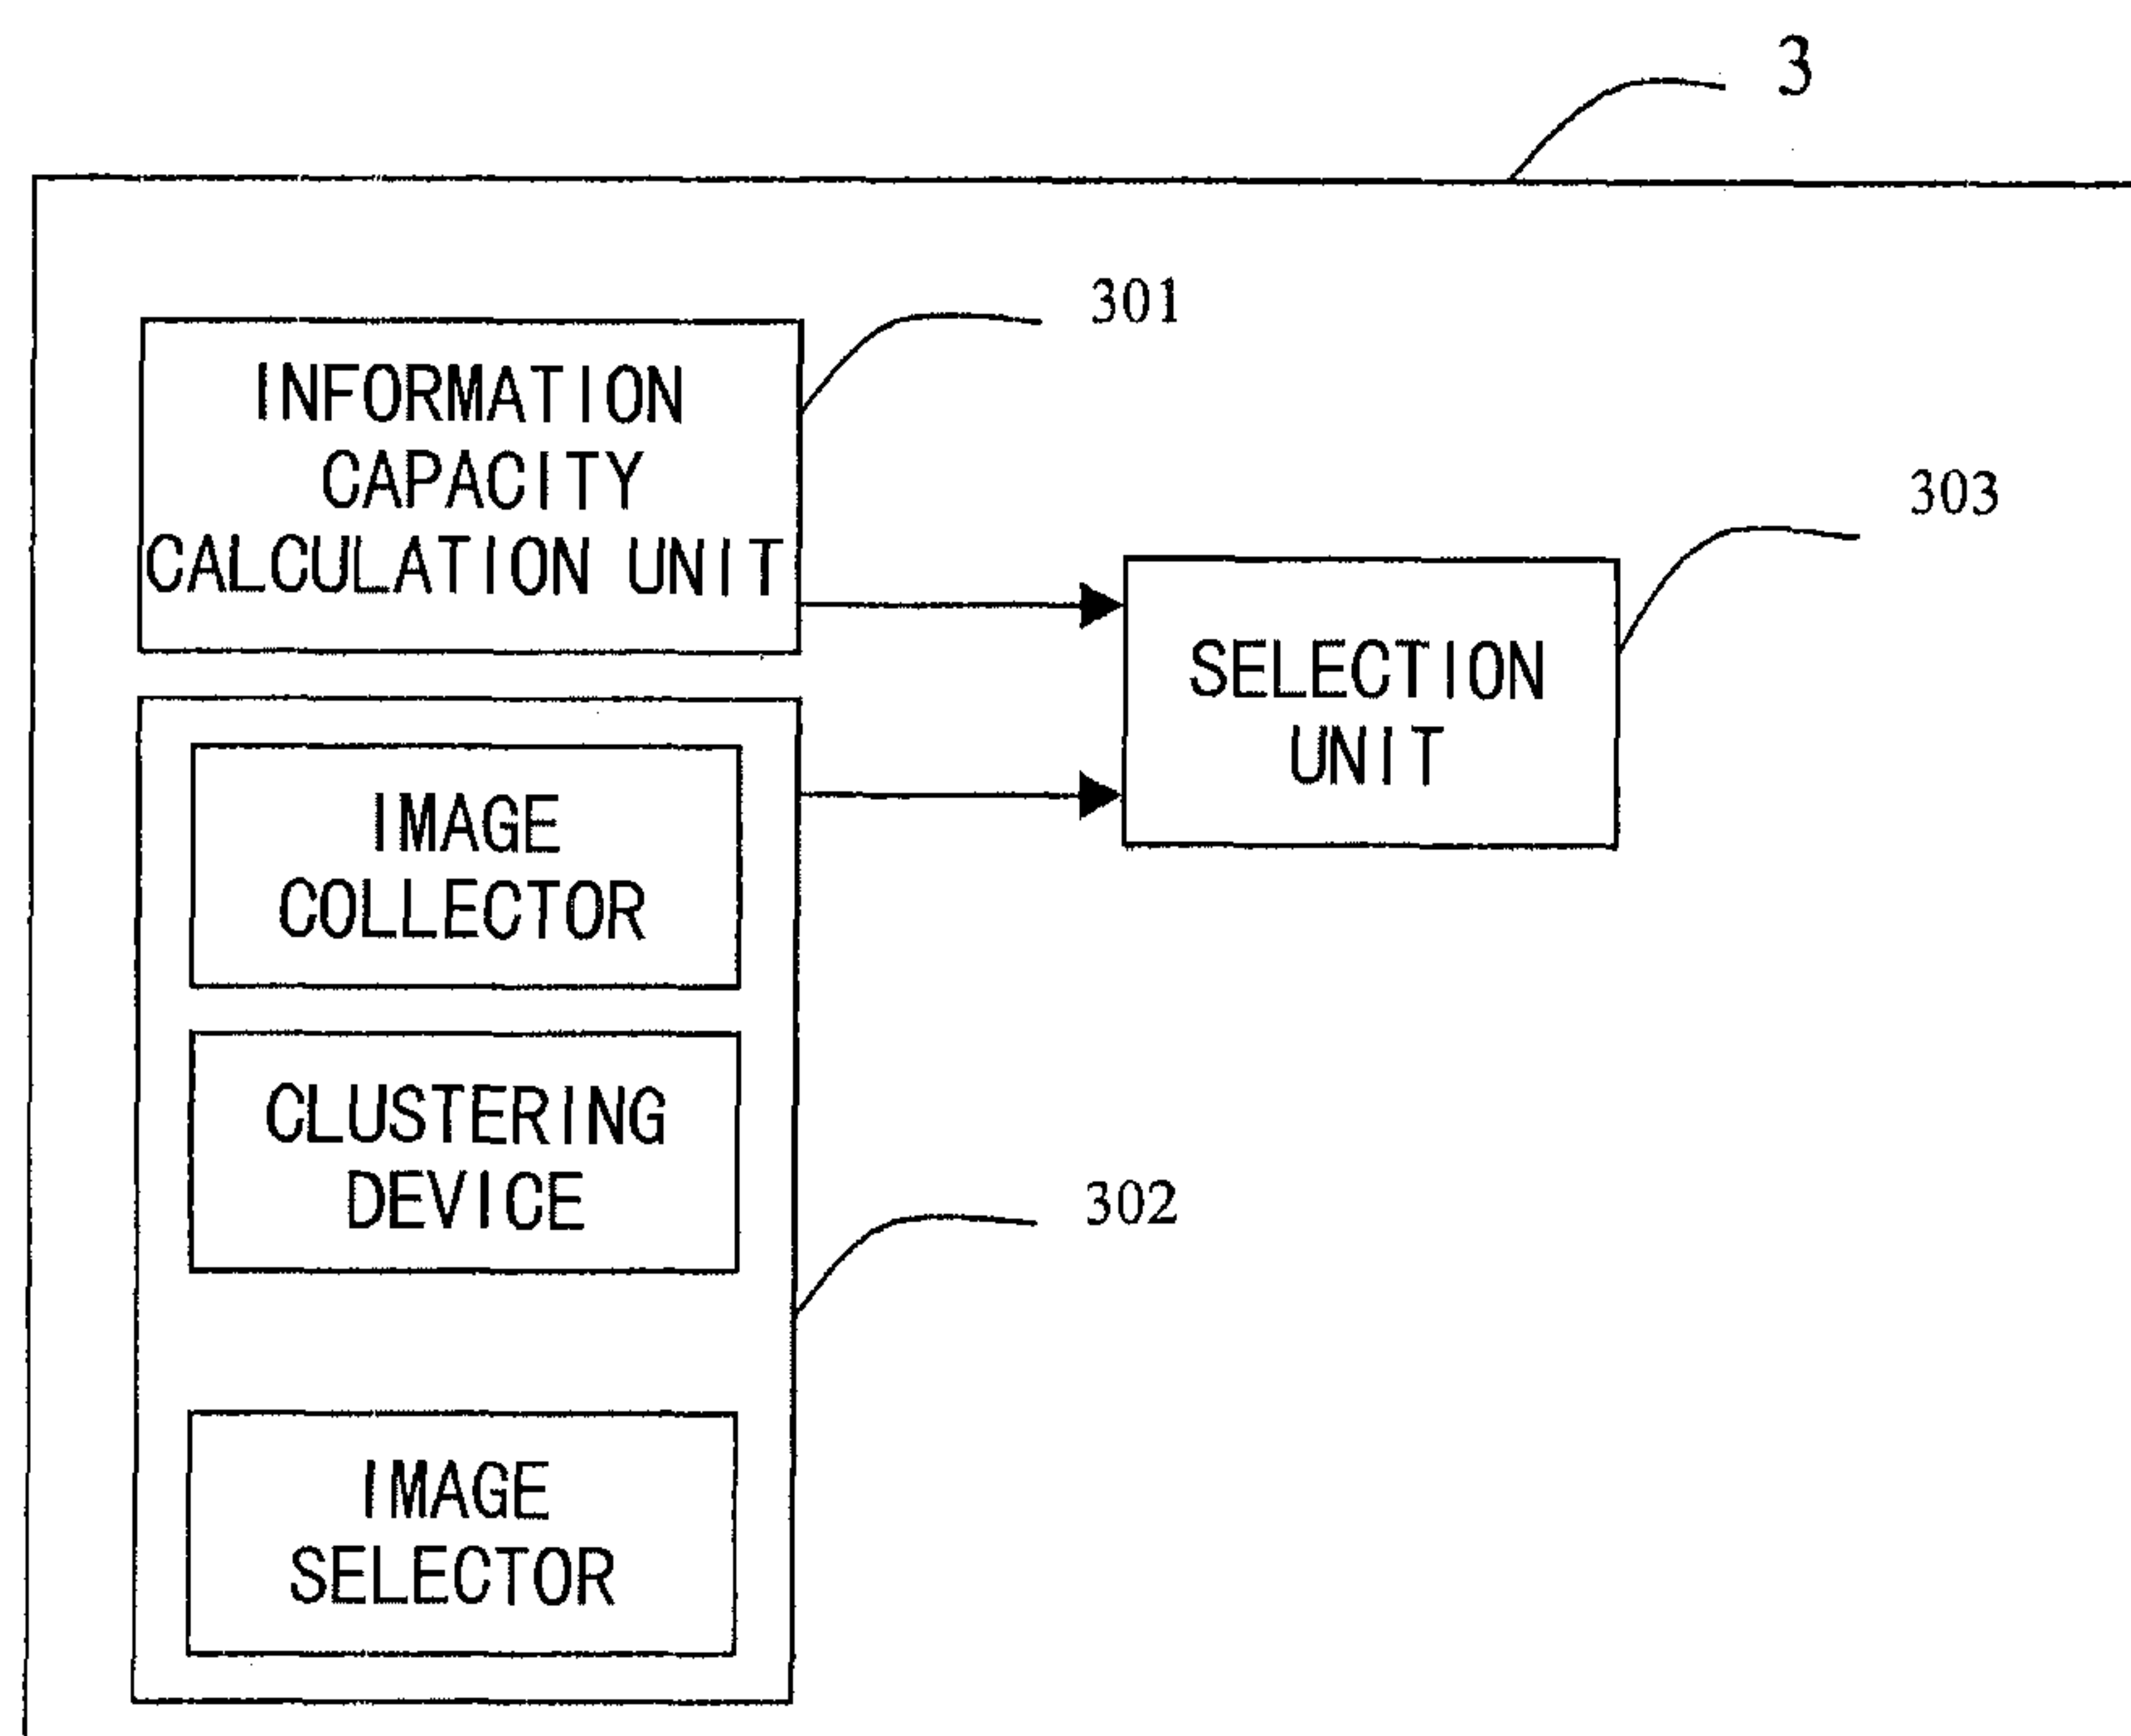 3
301
INFORMATION
CAPACITY
CALCULATION UNIT
303
SELECTION
UNIT
IMAGE
COLLECTOR
CLUSTERING
DEVICE
302
IMAGE
SELECTOR